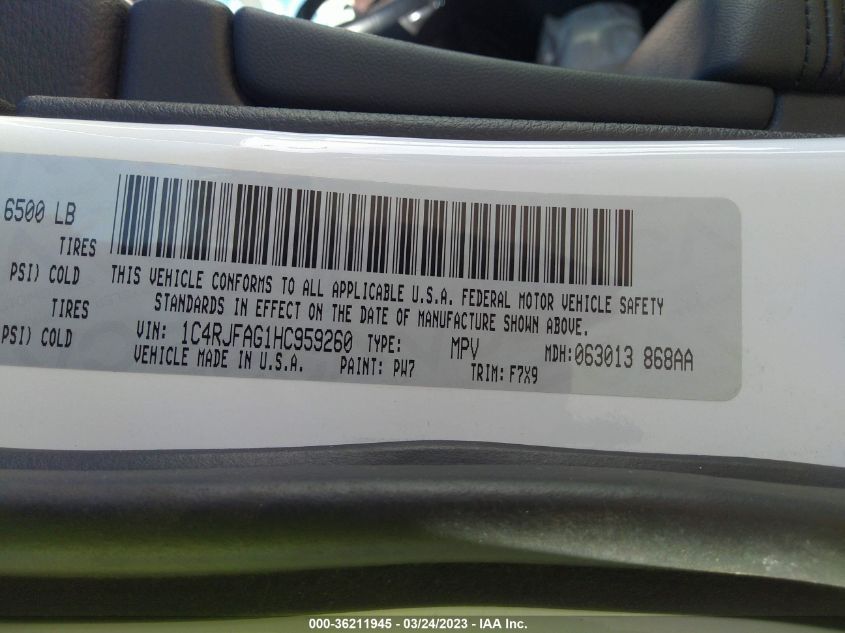 6500 LB
TIRES
PSI) COLD
THIS VEHICLE CONFORMS TO ALL APPLICABLE U.S.A. FEDERAL MOTOR VEHICLE SAFETY
TIRES
STANDARDS IN EFFECT ON THE DATE OF MANUFACTURE SHOWN ABOVE.
PSI) COLD
VIN: 1C4RJFAG1HC959260 TYPE: MPV MDH: 063013 868AA
VEHICLE MADE IN U.S.A. PAINT: PW7 TRIM: F7X9
000-36211945 - 03/24/2023 - © IAA Inc.